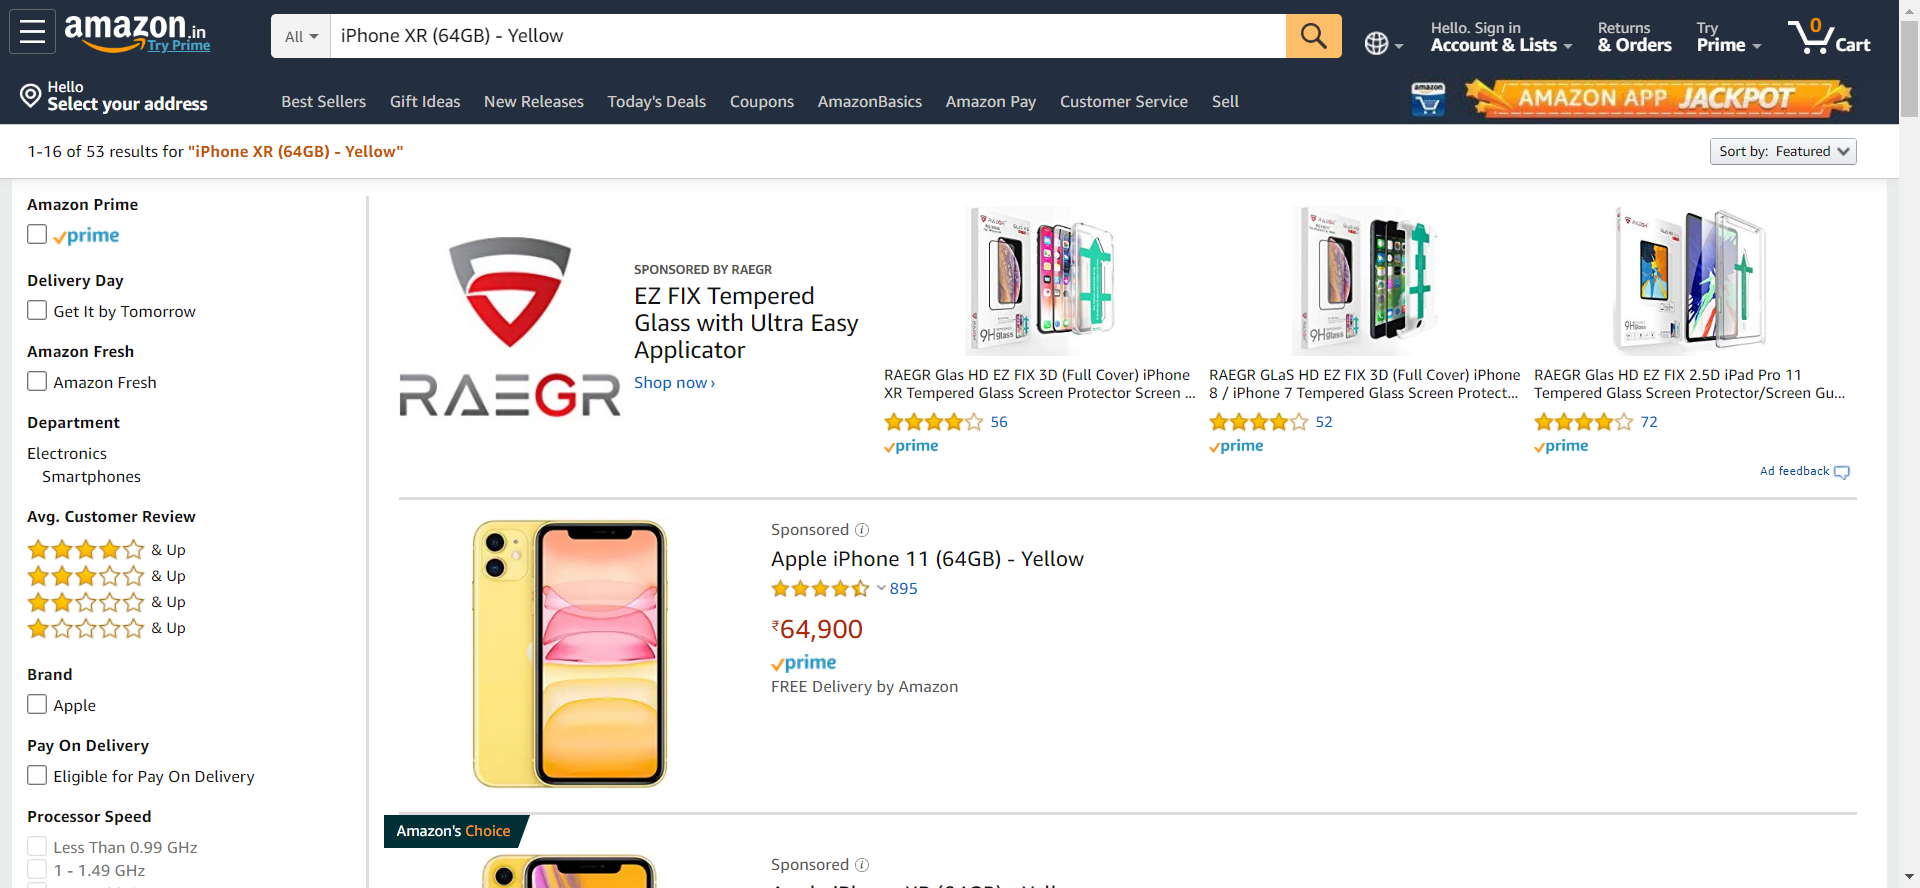 amazon.in
Try Prime
All
iPhone XR (64GB) - Yellow
Hello. Sign in
Account & Lists
Returns
& Orders
Try
Prime
0
Cart
Hello
Select your address
Best Sellers
Gift Ideas
New Releases
Today's Deals
Coupons
AmazonBasics
Amazon Pay
Customer Service
Sell
amazon
AMAZON APP JACKPOT
1-16 of 53 results for "iPhone XR (64GB) - Yellow"
Sort by: Featured
Amazon Prime
prime
Delivery Day
Get It by Tomorrow
Amazon Fresh
Amazon Fresh
Department
Electronics
Smartphones
Avg. Customer Review
& Up
& Up
& Up
& Up
Brand
Apple
Pay On Delivery
Eligible for Pay On Delivery
Processor Speed
Less Than 0.99 GHz
1 - 1.49 GHz
RAEGR
SPONSORED BY RAEGR
EZ FIX Tempered
Glass with Ultra Easy
Applicator
Shop now ›
9H Glass
RAEGR Glas HD EZ FIX 3D (Full Cover) iPhone
XR Tempered Glass Screen Protector Screen ...
56
prime
9H Glass
RAEGR GLaS HD EZ FIX 3D (Full Cover) iPhone
8 / iPhone 7 Tempered Glass Screen Protect...
52
prime
9H Glass
RAEGR Glas HD EZ FIX 2.5D iPad Pro 11
Tempered Glass Screen Protector/Screen Gu...
72
prime
Ad feedback
Sponsored
Apple iPhone 11 (64GB) - Yellow
895
₹64,900
prime
FREE Delivery by Amazon
Amazon's Choice
Sponsored